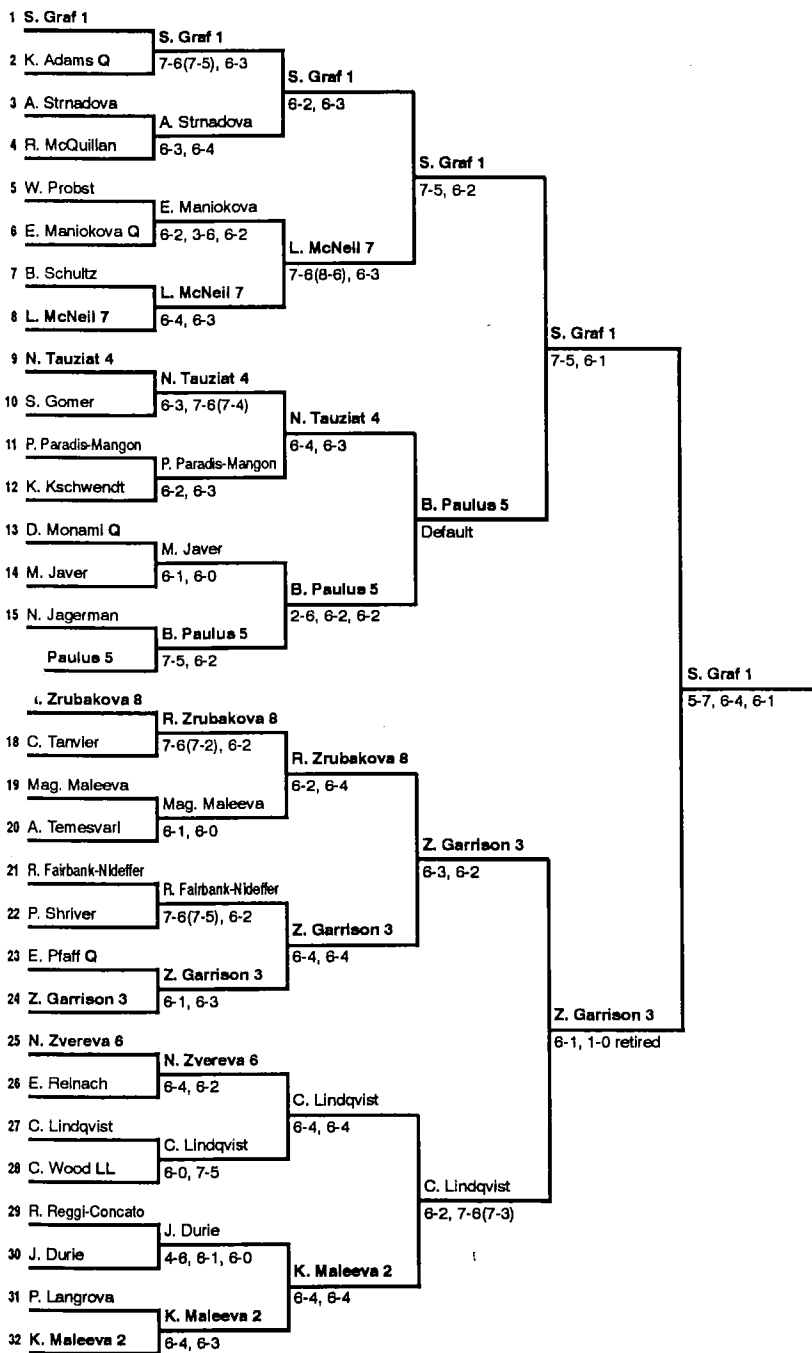 1 S. Graf 1
2 K. Adams Q
3 A. Strnadova
4 R. McQuillan
5 W. Probst
6 E. Maniokova Q
7 B. Schultz
8 L. McNeil 7
9 N. Tauziat 4
10 S. Gomer
11 P. Paradis-Mangon
12 K. Kschwendt
13 D. Monami Q
14 M. Javer
15 N. Jagerman
Paulus 5
Zrubakova 8
18 C. Tanvier
19 Mag. Maleeva
20 A. Temesvari
21 R. Fairbank-Nideffer
22 P. Shriver
23 E. Pfaff Q
24 Z. Garrison 3
25 N. Zvereva 6
26 E. Reinach
27 C. Lindqvist
28 C. Wood LL
29 R. Reggi-Concato
30 J. Durie
31 P. Langrova
32 K. Maleeva 2
S. Graf 1
7-6(7-5), 6-3
A. Strnadova
6-3, 6-4
E. Maniokova
6-2, 3-6, 6-2
L. McNeil 7
6-4, 6-3
N. Tauziat 4
6-3, 7-6(7-4)
P. Paradis-Mangon
6-2, 6-3
M. Javer
6-1, 6-0
B. Paulus 5
7-5, 6-2
R. Zrubakova 8
7-6(7-2), 6-2
Mag. Maleeva
6-1, 6-0
R. Fairbank-Nideffer
7-6(7-5), 6-2
Z. Garrison 3
6-1, 6-3
N. Zvereva 6
6-4, 6-2
C. Lindqvist
6-0, 7-5
J. Durie
4-6, 6-1, 6-0
K. Maleeva 2
6-4, 6-3
S. Graf 1
6-2, 6-3
L. McNeil 7
7-6(8-6), 6-3
N. Tauziat 4
6-4, 6-3
B. Paulus 5
2-6, 6-2, 6-2
R. Zrubakova 8
6-2, 6-4
Z. Garrison 3
6-4, 6-4
C. Lindqvist
6-4, 6-4
K. Maleeva 2
6-4, 6-4
S. Graf 1
7-5, 6-2
B. Paulus 5
Default
Z. Garrison 3
6-3, 6-2
C. Lindqvist
6-2, 7-6(7-3)
S. Graf 1
7-5, 6-1
Z. Garrison 3
6-1, 1-0 retired
S. Graf 1
5-7, 6-4, 6-1